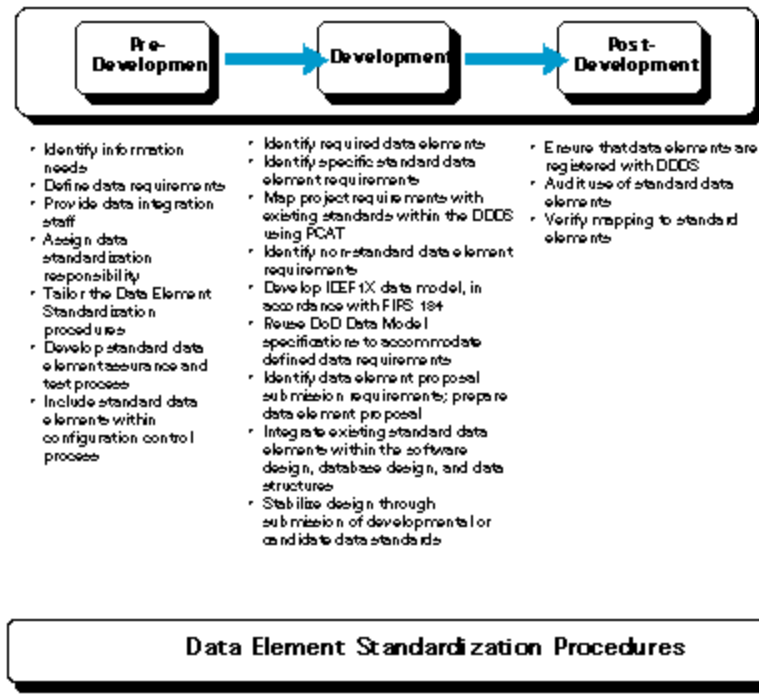 Pre-
Developmen
Development
Post-
Development
• Identify information
needs
• Define data requirements
• Provide data integration
staff
• Assign data
standardization
responsibility
• Tailor the Data Element
Standardization
procedures
• Develop standard data
element assurance and
test process
• Include standard data
elements within
configuration control
process
• Identify required data elements
• Identify specific standard data
element requirements
• Map project requirements with
existing standards within the DDDS
using PCAT
• Identify non-standard data element
requirements
• Develop IDEF1X data model, in
accordance with FIPS 184
• Reuse DoD Data Model
specifications to accommodate
defined data requirements
• Identify data element proposal
submission requirements; prepare
data element proposal
• Integrate existing standard data
elements within the software
design, database design, and data
structures
• Stabilize design through
submission of developmental or
candidate data standards
• Ensure that data elements are
registered with DDDS
• Audit use of standard data
elements
• Verify mapping to standard
elements
Data Element Standardization Procedures